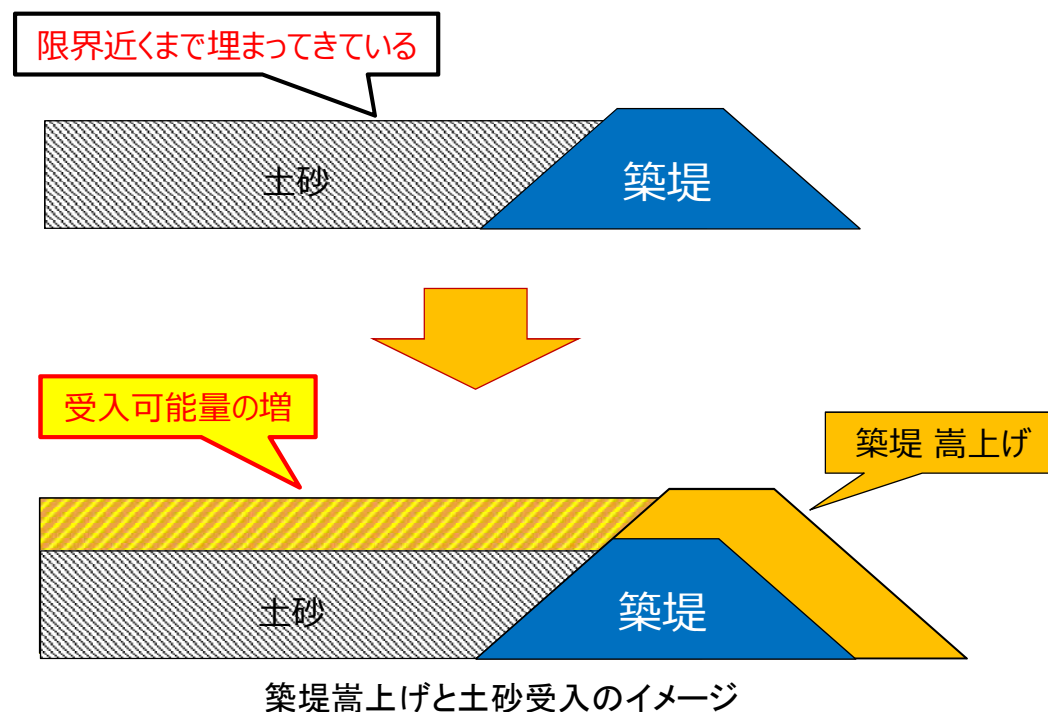 限界近くまで埋まってきている
土砂
築堤
受入可能量の増
築堤 嵩上げ
土砂
築堤
築堤嵩上げと土砂受入のイメージ